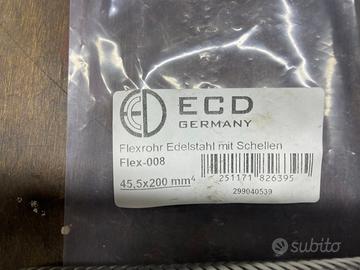 ECD
GERMANY
Flexrohr Edelstahl mit Schellen
Flex-008
45,5x200 mm
4 251171 826395
299040539
subito